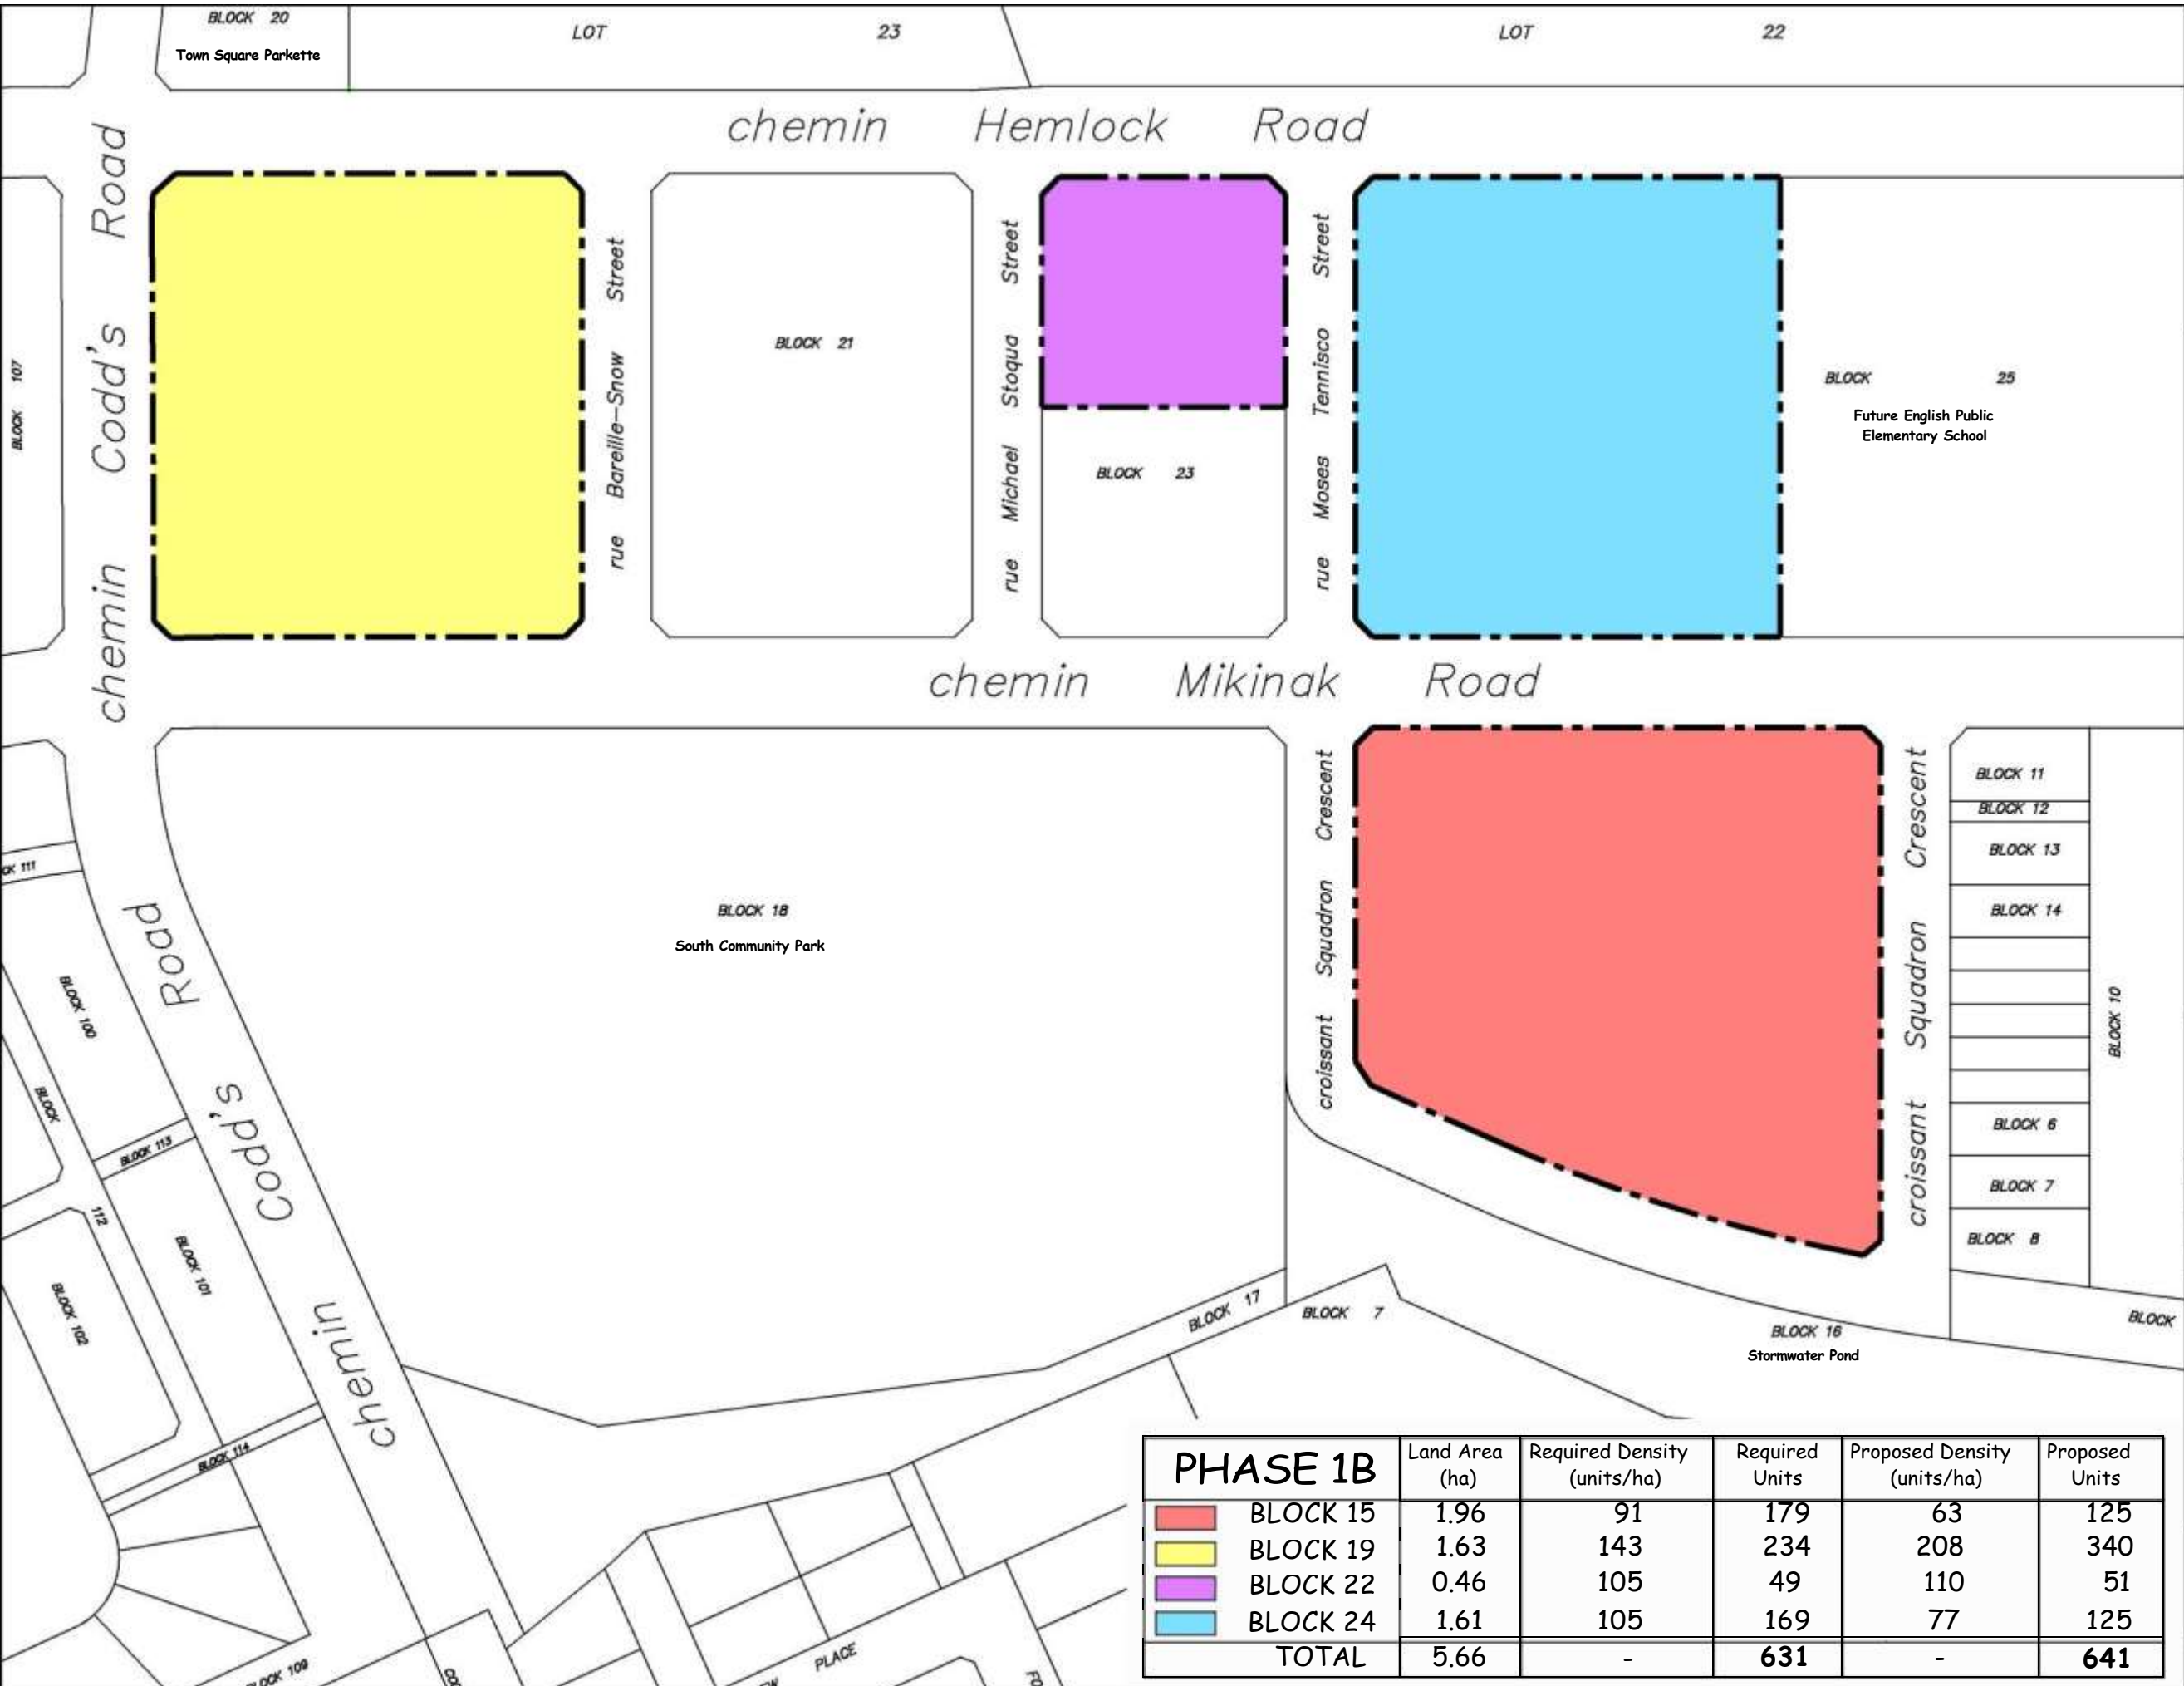 BLOCK 20
Town Square Parkette
LOT 23
LOT 22
chemin Hemlock Road
chemin Codd's Road
BLOCK 107
rue Bareille-Snow Street
BLOCK 21
rue Michael Stoqua Street
BLOCK 23
rue Moses Tennisco Street
BLOCK 25
Future English Public
Elementary School
chemin Mikinak Road
croissant Squadron Crescent
croissant Squadron Crescent
BLOCK 11
BLOCK 12
BLOCK 13
BLOCK 14
BLOCK 10
BLOCK 6
BLOCK 7
BLOCK 8
BLOCK
CK 111
BLOCK 18
South Community Park
chemin Codd's Road
BLOCK 100
BLOCK
BLOCK 113
112
BLOCK 101
BLOCK 102
BLOCK 114
BLOCK 17
BLOCK 7
BLOCK 16
Stormwater Pond
LOCK 109
PLACE
PHASE 1B Land Area (ha) Required Density (units/ha) Required Units Proposed Density (units/ha) Proposed Units
BLOCK 15 1.96 91 179 63 125
BLOCK 19 1.63 143 234 208 340
BLOCK 22 0.46 105 49 110 51
BLOCK 24 1.61 105 169 77 125
TOTAL 5.66 - 631 - 641